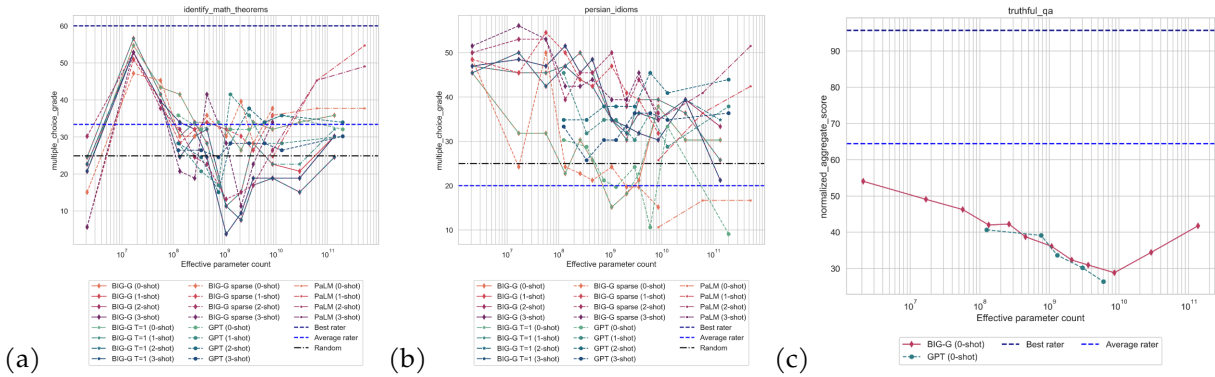 identify_math_theorems
60
50
40
30
20
10
multiple_choice_grade
10^7 10^8 10^9 10^10 10^11
Effective parameter count
BIG-G (0-shot) BIG-G sparse (0-shot) PaLM (0-shot)
BIG-G (1-shot) BIG-G sparse (1-shot) PaLM (1-shot)
BIG-G (2-shot) BIG-G sparse (2-shot) PaLM (2-shot)
BIG-G (3-shot) BIG-G sparse (3-shot) PaLM (3-shot)
BIG-G T=1 (0-shot) GPT (0-shot) Best rater
BIG-G T=1 (1-shot) GPT (1-shot) Average rater
BIG-G T=1 (2-shot) GPT (2-shot) Random
BIG-G T=1 (3-shot) GPT (3-shot)
(a)
persian_idioms
50
40
30
20
10
multiple_choice_grade
10^7 10^8 10^9 10^10 10^11
Effective parameter count
BIG-G (0-shot) BIG-G sparse (0-shot) PaLM (0-shot)
BIG-G (1-shot) BIG-G sparse (1-shot) PaLM (1-shot)
BIG-G (2-shot) BIG-G sparse (2-shot) PaLM (2-shot)
BIG-G (3-shot) BIG-G sparse (3-shot) PaLM (3-shot)
BIG-G T=1 (0-shot) GPT (0-shot) Best rater
BIG-G T=1 (1-shot) GPT (1-shot) Average rater
BIG-G T=1 (2-shot) GPT (2-shot) Random
BIG-G T=1 (3-shot) GPT (3-shot)
(b)
truthful_qa
90
80
70
60
50
40
30
normalized_aggregate_score
10^7 10^8 10^9 10^10 10^11
Effective parameter count
BIG-G (0-shot) Best rater Average rater
GPT (0-shot)
(c)